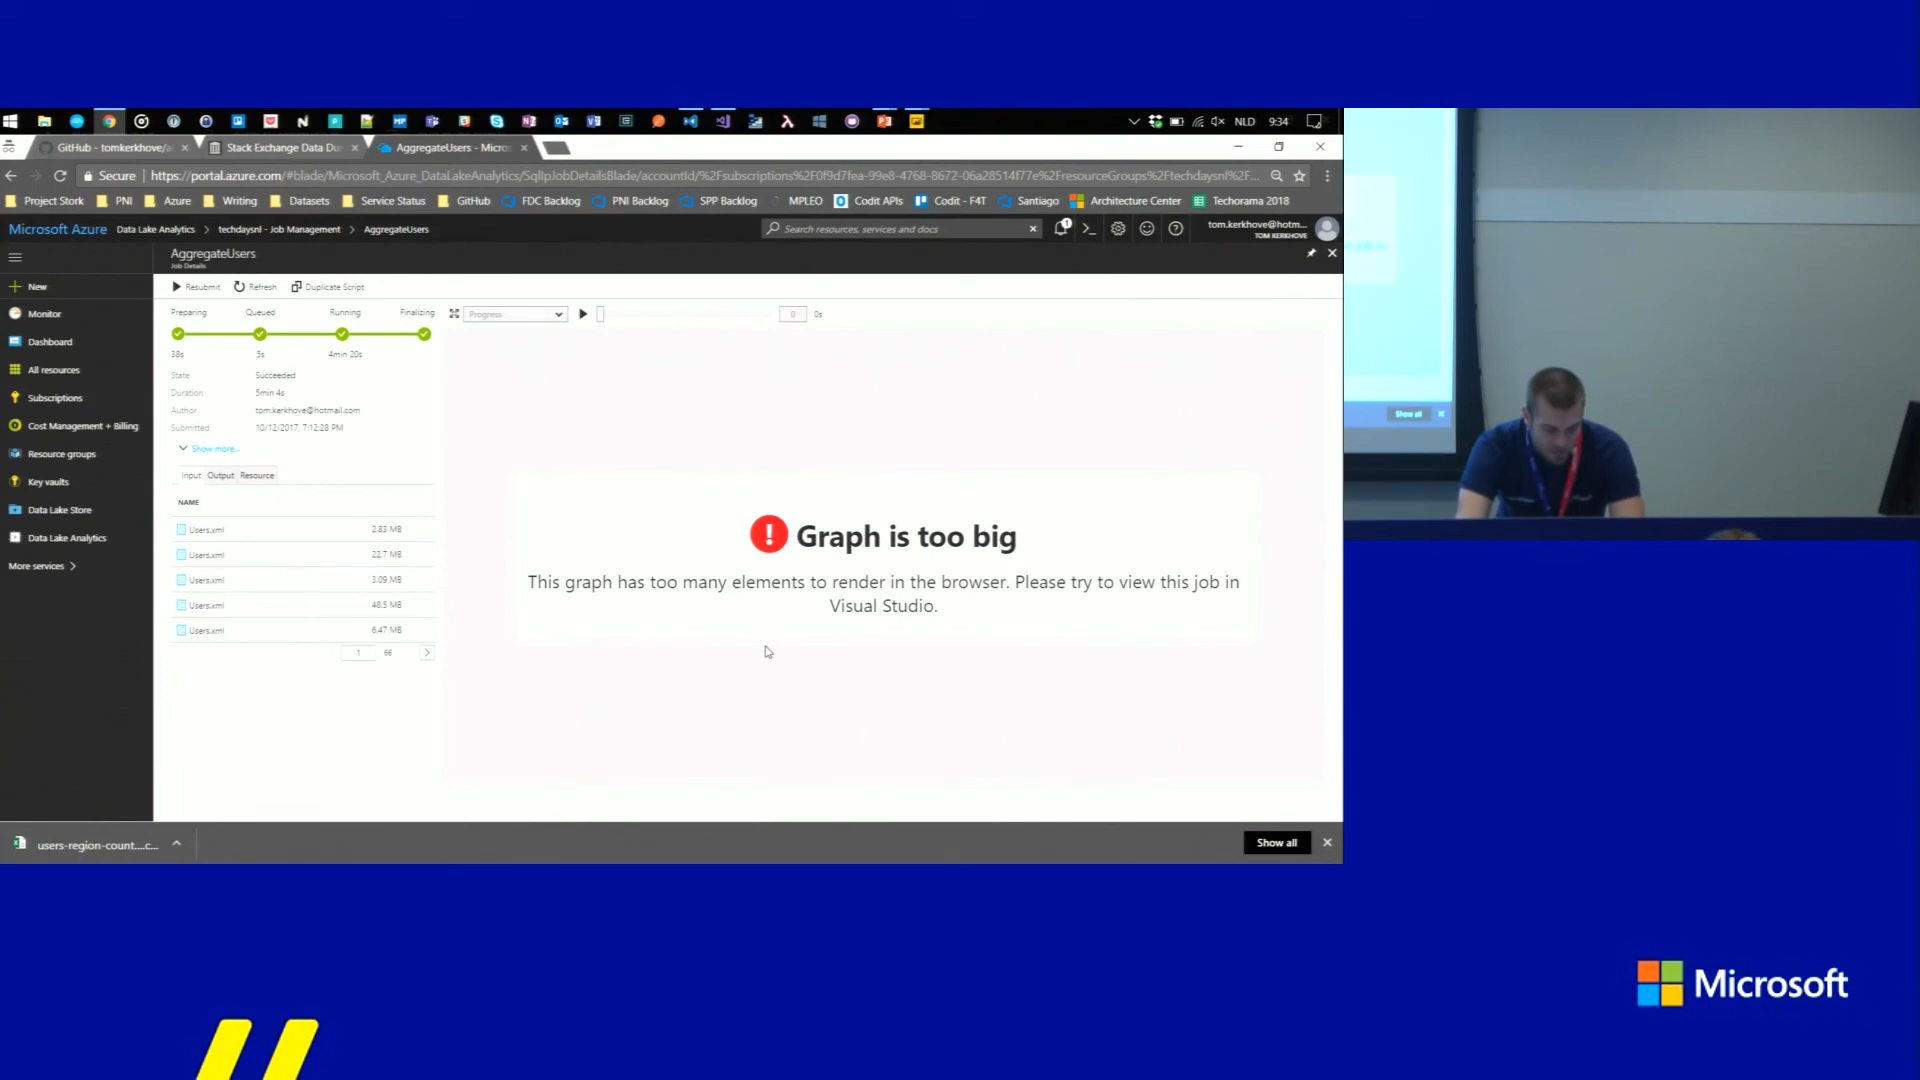 NLD
9:34
GitHub - tomkerkhove/a
Stack Exchange Data Du
AggregateUsers - Micros
Secure
https://portal.azure.com/#blade/Microsoft_Azure_DataLakeAnalytics/SqlIpJobDetailsBlade/accountId/%2Fsubscriptions%2F0f9d7fea-99e8-4768-8672-06a28514f77e%2FresourceGroups%2Ftechdaysnl%2F...
Project Stork PNI Azure Writing Datasets Service Status GitHub FDC Backlog PNI Backlog SPP Backlog MPLEO Codit APIs Codit - F4T Santiago Architecture Center Techorama 2018
Microsoft Azure Data Lake Analytics > techdaysnl - Job Management > AggregateUsers
Search resources, services and docs
1
tom.kerkhove@hotm...
TOM KERKHOVE
AggregateUsers
Job Details
New
Monitor
Dashboard
All resources
Subscriptions
Cost Management + Billing
Resource groups
Key vaults
Data Lake Store
Data Lake Analytics
More services
Resubmit Refresh Duplicate Script
Preparing Queued Running Finalizing
38s 5s 4min 20s
State Succeeded
Duration 5min 4s
Author tom.kerkhove@hotmail.com
Submitted 10/12/2017, 7:12:28 PM
Show more...
Input Output Resource
NAME
Users.xml 2.83 MB
Users.xml 22.7 MB
Users.xml 3.09 MB
Users.xml 48.5 MB
Users.xml 6.47 MB
1 66
Progress
0 0s
Graph is too big
This graph has too many elements to render in the browser. Please try to view this job in
Visual Studio.
users-region-count....c...
Show all
Show all
Microsoft